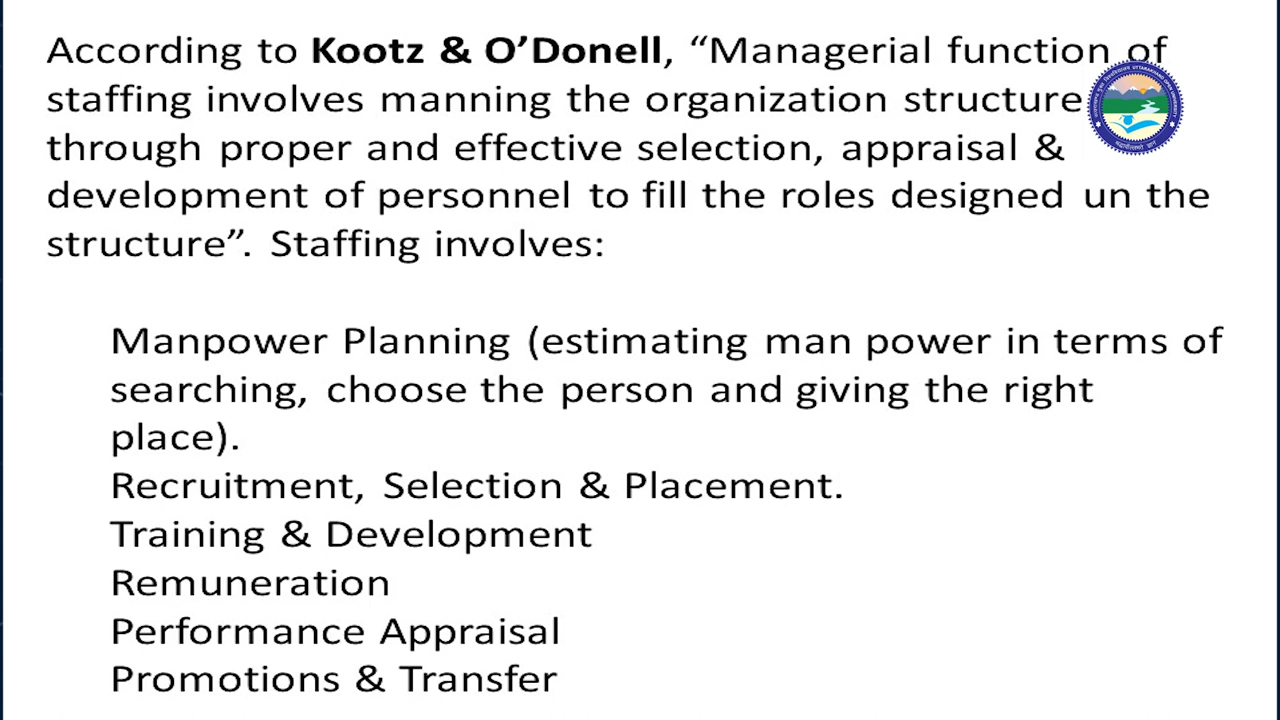 According to Kootz & O’Donell, “Managerial function of
staffing involves manning the organization structure
through proper and effective selection, appraisal &
development of personnel to fill the roles designed un the
structure”. Staffing involves:
Manpower Planning (estimating man power in terms of
searching, choose the person and giving the right
place).
Recruitment, Selection & Placement.
Training & Development
Remuneration
Performance Appraisal
Promotions & Transfer